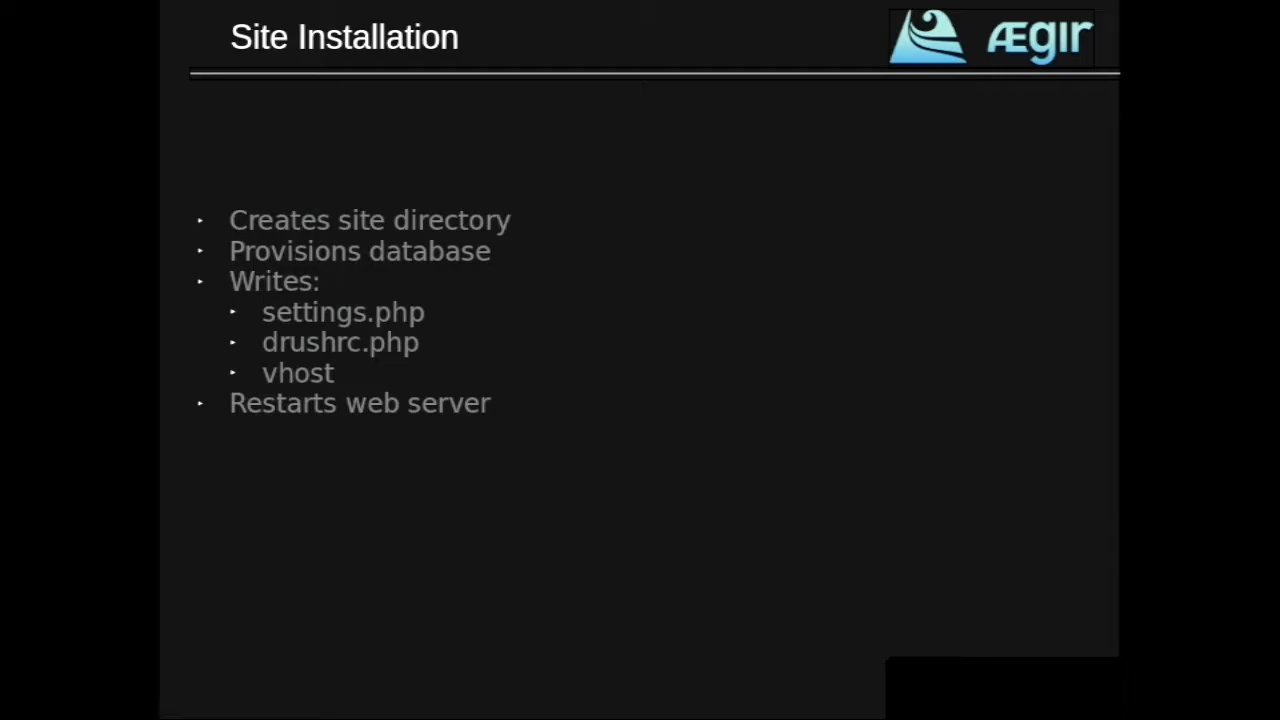 Site Installation
ÆGIR
Creates site directory
Provisions database
Writes:
settings.php
drushrc.php
vhost
Restarts web server